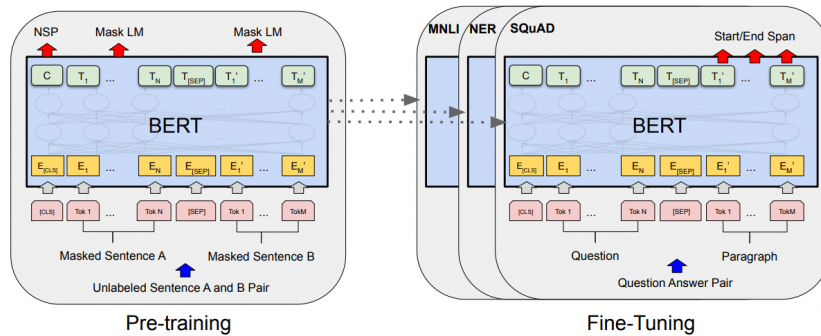 NSP Mask LM Mask LM
C T1 ... TN T[SEP] T1' ... TM'
BERT
E[CLS] E1 ... EN E[SEP] E1' ... EM'
[CLS] Tok 1 ... Tok N [SEP] Tok 1 ... TokM
Masked Sentence A Masked Sentence B
Unlabeled Sentence A and B Pair
Pre-training
MNLI NER SQuAD
Start/End Span
C T1 ... TN T[SEP] T1' ... TM'
BERT
E[CLS] E1 ... EN E[SEP] E1' ... EM'
[CLS] Tok 1 ... Tok N [SEP] Tok 1 ... TokM
Question Paragraph
Question Answer Pair
Fine-Tuning